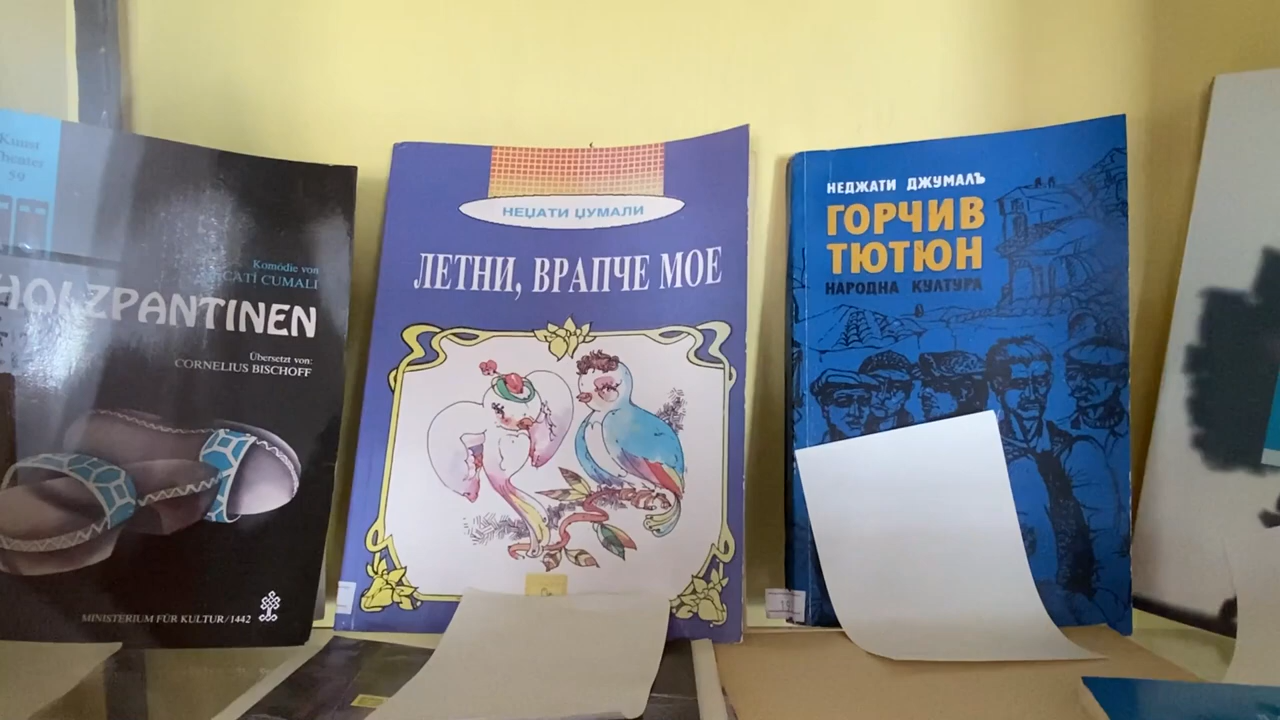 Kunst
Theater
59
Komödie von
CATİ CUMALI
HOLZPANTINEN
Übersetzt von:
CORNELIUS BISCHOFF
MINISTERIUM FÜR KULTUR/1442
НЕЏАТИ ЏУМАЛИ
ЛЕТНИ, ВРАПЧЕ МОЕ
НЕДЖАТИ ДЖУМАЛЪ
ГОРЧИВ
ТЮТЮН
НАРОДНА КУЛТУРА